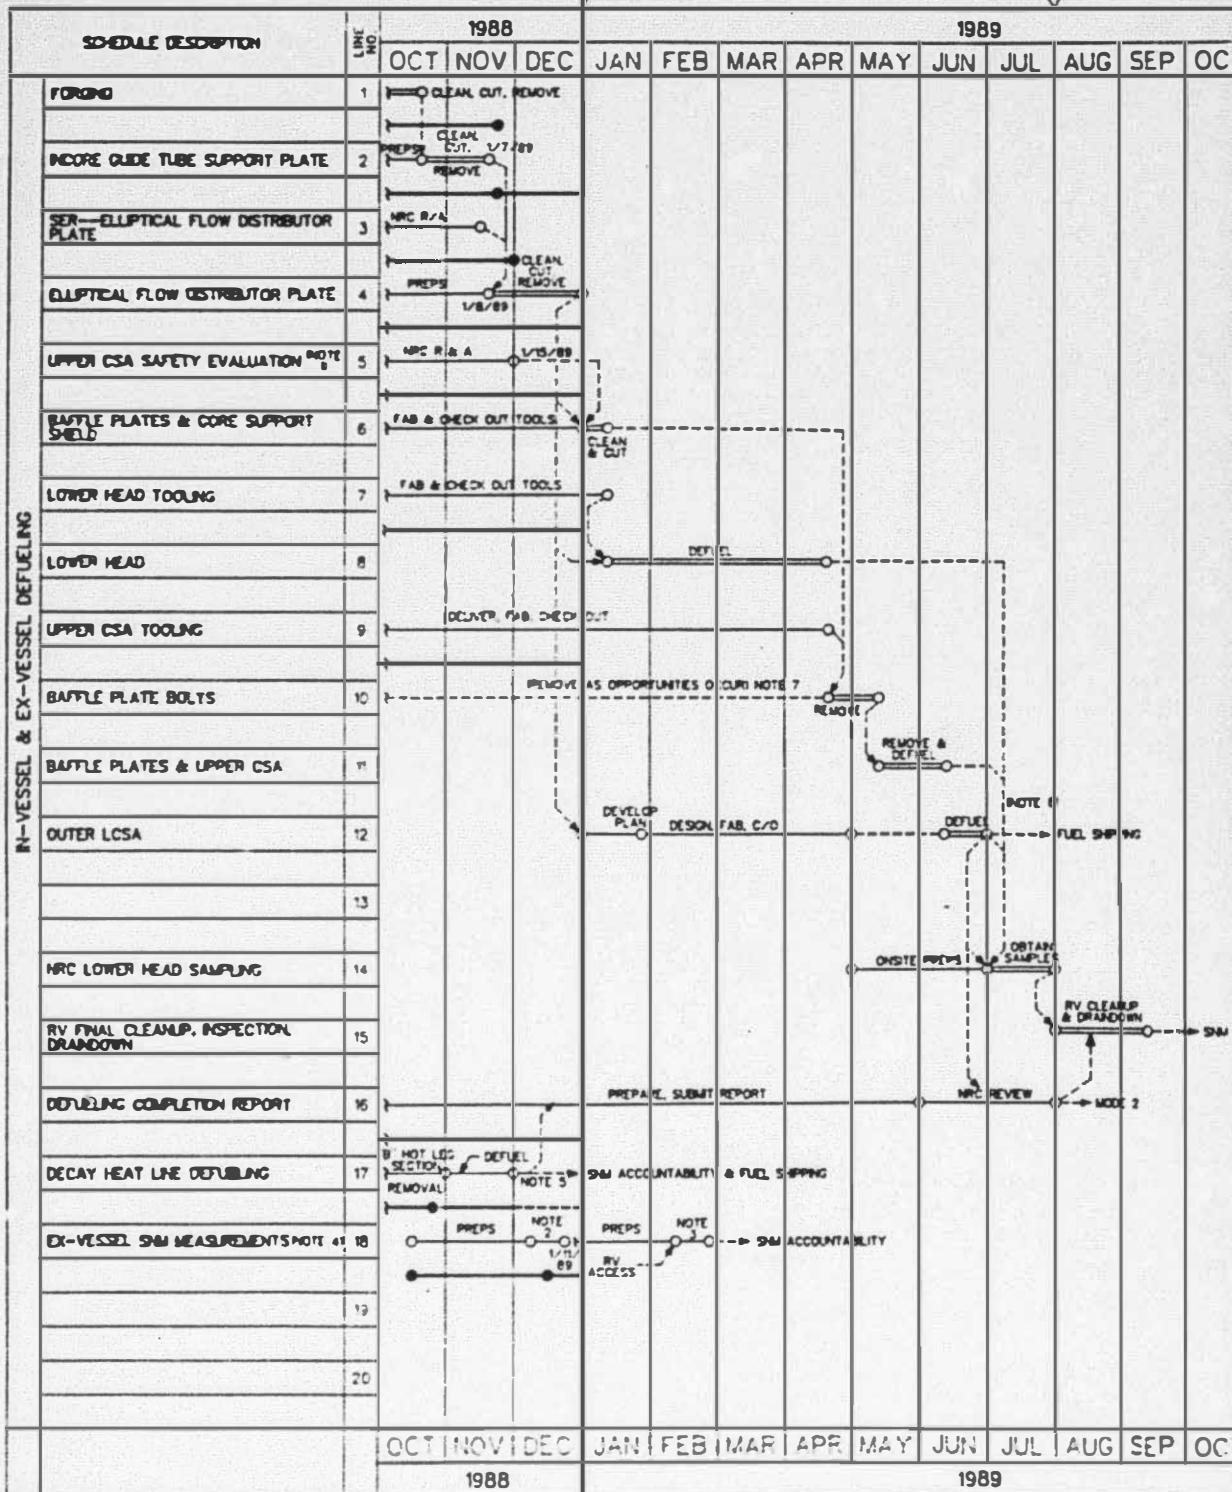 SCHEDULE DESCRIPTION
LINE NO.
1988
1989
OCT NOV DEC JAN FEB MAR APR MAY JUN JUL AUG SEP OC
IN-VESSEL & EX-VESSEL DEFUELING
FORGING 1 CLEAN, CUT, REMOVE
INCORE GUIDE TUBE SUPPORT PLATE 2 PREPS CLEAN, CUT, REMOVE 1/7/89
SER—ELLIPTICAL FLOW DISTRIBUTOR PLATE 3 NRC R/A
ELLIPTICAL FLOW DISTRIBUTOR PLATE 4 PREPS 1/8/89 CLEAN, CUT REMOVE
UPPER CSA SAFETY EVALUATION NOTE 5 NRC R & A 1/15/89
BAFFLE PLATES & CORE SUPPORT SHIELD 6 FAB & CHECK OUT TOOLS CLEAN & CUT
LOWER HEAD TOOLING 7 FAB & CHECK OUT TOOLS
LOWER HEAD 8 DEFUEL
UPPER CSA TOOLING 9 DELIVER, FAB, CHECK OUT
BAFFLE PLATE BOLTS 10 (REMOVE AS OPPORTUNITIES OCCUR) NOTE 7 REMOVE
BAFFLE PLATES & UPPER CSA 11 REMOVE & DEFUEL
OUTER LCSA 12 DEVELOP PLAN DESIGN, FAB, C/O DEFUEL FUEL SHIPPING
13
NRC LOWER HEAD SAMPLING 14 ONSITE PREPS OBTAIN SAMPLES
RV FINAL CLEANUP, INSPECTION, DRAINDOWN 15 RV CLEANUP & DRAINDOWN SNM
DEFUELING COMPLETION REPORT 16 PREPARE, SUBMIT REPORT NRC REVIEW MODE 2
DECAY HEAT LINE DEFUELING 17 HOT LEG SECTION REMOVAL DEFUEL NOTE 5 SNM ACCOUNTABILITY & FUEL SHIPPING
EX-VESSEL SNM MEASUREMENTS NOTE 4 18 PREPS NOTE 2 1/11/89 PREPS RV ACCESS NOTE 3 SNM ACCOUNTABILITY
19
20
OCT NOV DEC JAN FEB MAR APR MAY JUN JUL AUG SEP OC
1988
1989